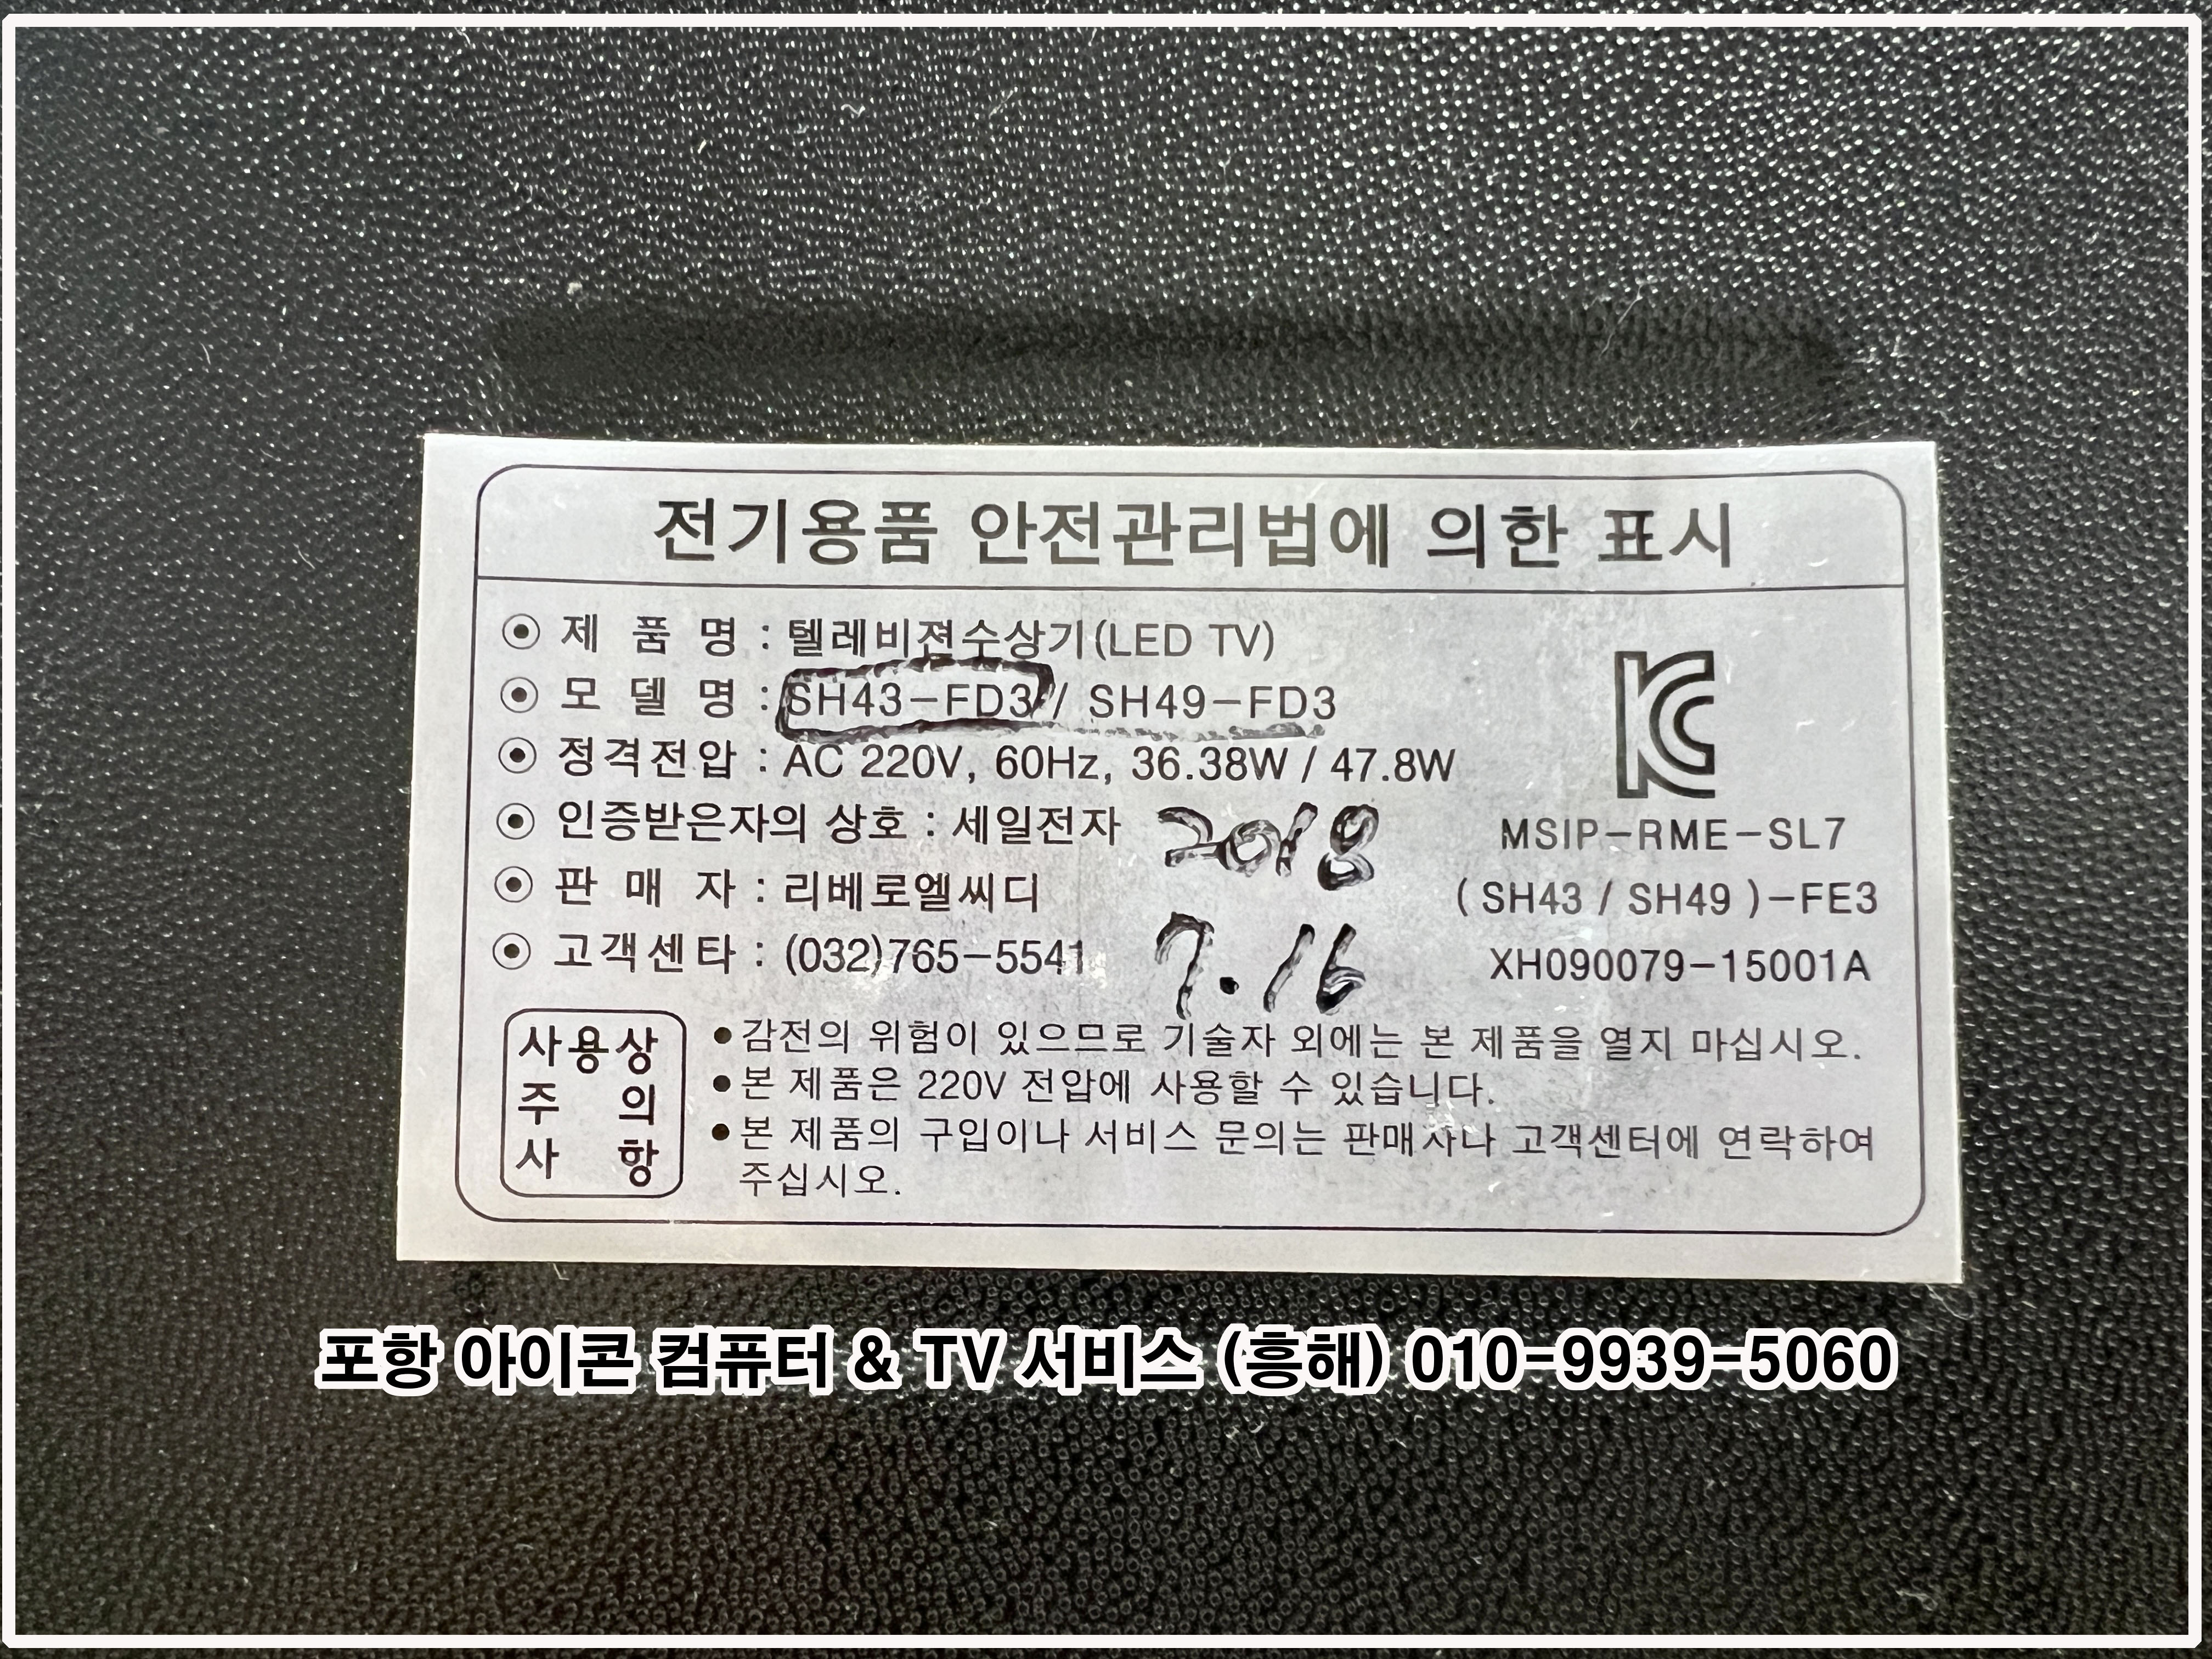 전기용품 안전관리법에 의한 표시
⊙ 제 품 명 : 텔레비젼수상기(LED TV)
⊙ 모 델 명 : SH43-FD3 / SH49-FD3
⊙ 정격전압 : AC 220V, 60Hz, 36.38W / 47.8W
⊙ 인증받은자의 상호 : 세일전자
2018
⊙ 판 매 자 : 리베로엘씨디
⊙ 고객센타 : (032)765-5541
7.16
MSIP-RME-SL7
( SH43 / SH49 )-FE3
XH090079-15001A
사용상
주 의
사 항
● 감전의 위험이 있으므로 기술자 외에는 본 제품을 열지 마십시오.
● 본 제품은 220V 전압에 사용할 수 있습니다.
● 본 제품의 구입이나 서비스 문의는 판매자나 고객센터에 연락하여
주십시오.
포항 아이콘 컴퓨터 & TV 서비스 (흥해) 010-9939-5060